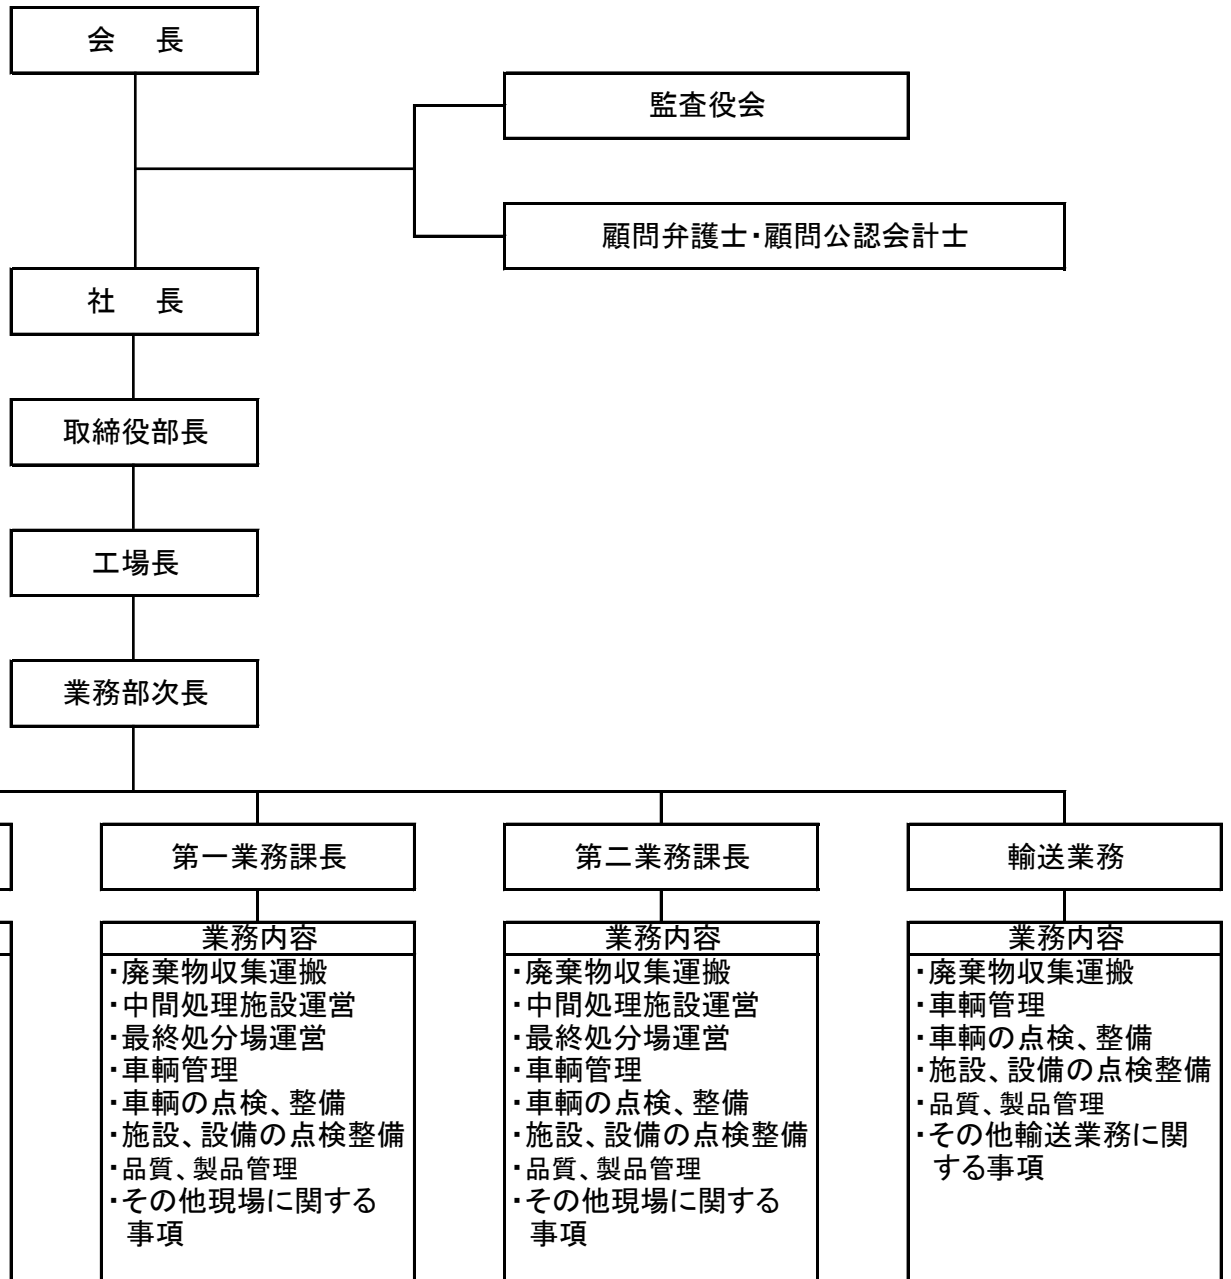 会 長
監査役会
顧問弁護士・顧問公認会計士
社 長
取締役部長
工場長
業務部次長
第一業務課長
業務内容
・廃棄物収集運搬
・中間処理施設運営
・最終処分場運営
・車輌管理
・車輌の点検、整備
・施設、設備の点検整備
・品質、製品管理
・その他現場に関する
事項
第二業務課長
業務内容
・廃棄物収集運搬
・中間処理施設運営
・最終処分場運営
・車輌管理
・車輌の点検、整備
・施設、設備の点検整備
・品質、製品管理
・その他現場に関する
事項
輸送業務
業務内容
・廃棄物収集運搬
・車輌管理
・車輌の点検、整備
・施設、設備の点検整備
・品質、製品管理
・その他輸送業務に関
する事項